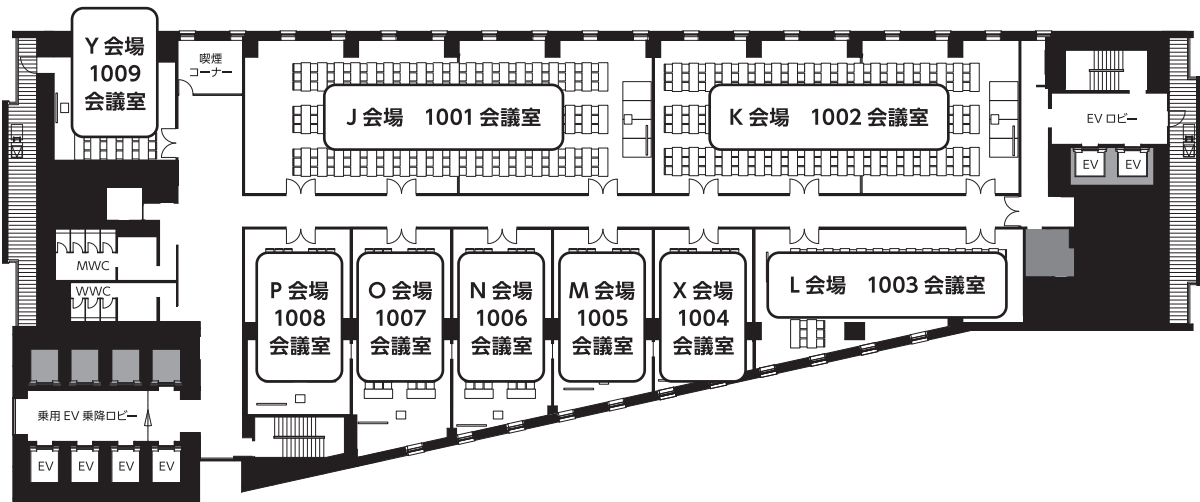 Y 会場
1009
会議室
喫煙
コーナー
J 会場　1001 会議室
K 会場　1002 会議室
EV ロビー
EV
EV
MWC
WWC
P 会場
1008
会議室
O 会場
1007
会議室
N 会場
1006
会議室
M 会場
1005
会議室
X 会場
1004
会議室
L 会場　1003 会議室
乗用 EV 乗降ロビー
EV
EV
EV
EV